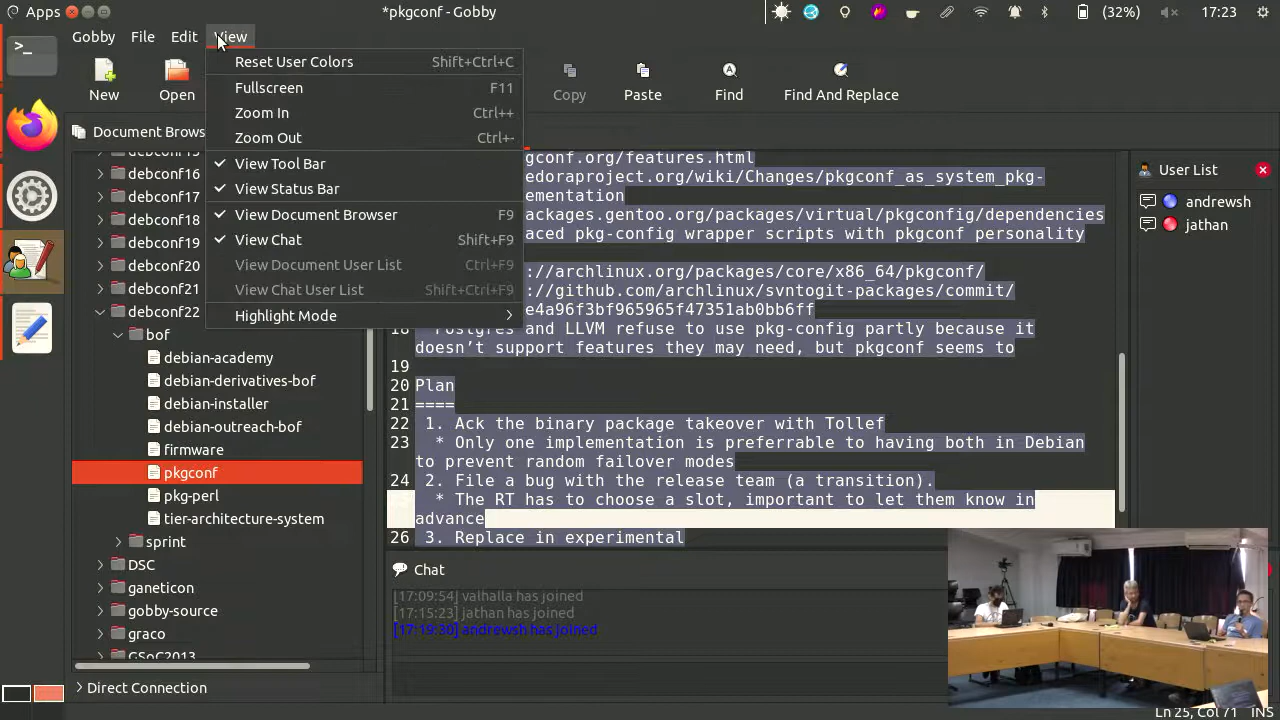 Apps
*pkgconf - Gobby
(32%)
17:23
Gobby File Edit View
New
Open
Copy
Paste
Find
Find And Replace
Reset User Colors Shift+Ctrl+C
Fullscreen F11
Zoom In Ctrl++
Zoom Out Ctrl+-
View Tool Bar
View Status Bar
View Document Browser F9
View Chat Shift+F9
View Document User List Ctrl+F9
View Chat User List Shift+Ctrl+F9
Highlight Mode
Document Brows
debconf15
debconf16
debconf17
debconf18
debconf19
debconf20
debconf21
debconf22
bof
debian-academy
debian-derivatives-bof
debian-installer
debian-outreach-bof
firmware
pkgconf
pkg-perl
tier-architecture-system
sprint
DSC
ganeticon
gobby-source
graco
GSoC2013
Direct Connection
gconf.org/features.html
edoraproject.org/wiki/Changes/pkgconf_as_system_pkg-
ementation
ackages.gentoo.org/packages/virtual/pkgconfig/dependencies
aced pkg-config wrapper scripts with pkgconf personality
://archlinux.org/packages/core/x86_64/pkgconf/
://github.com/archlinux/svntogit-packages/commit/
e4a96f3bf965965f47351ab0bb6ff
18 * Postgres and LLVM refuse to use pkg-config partly because it
doesn’t support features they may need, but pkgconf seems to
19
20 Plan
21 ====
22 1. Ack the binary package takeover with Tollef
23 * Only one implementation is preferrable to having both in Debian
to prevent random failover modes
24 2. File a bug with the release team (a transition).
* The RT has to choose a slot, important to let them know in
advance
26 3. Replace in experimental
User List
andrewsh
jathan
Chat
[17:09:54] valhalla has joined
[17:15:23] jathan has joined
[17:19:30] andrewsh has joined
Ln 25, Col 71 INS